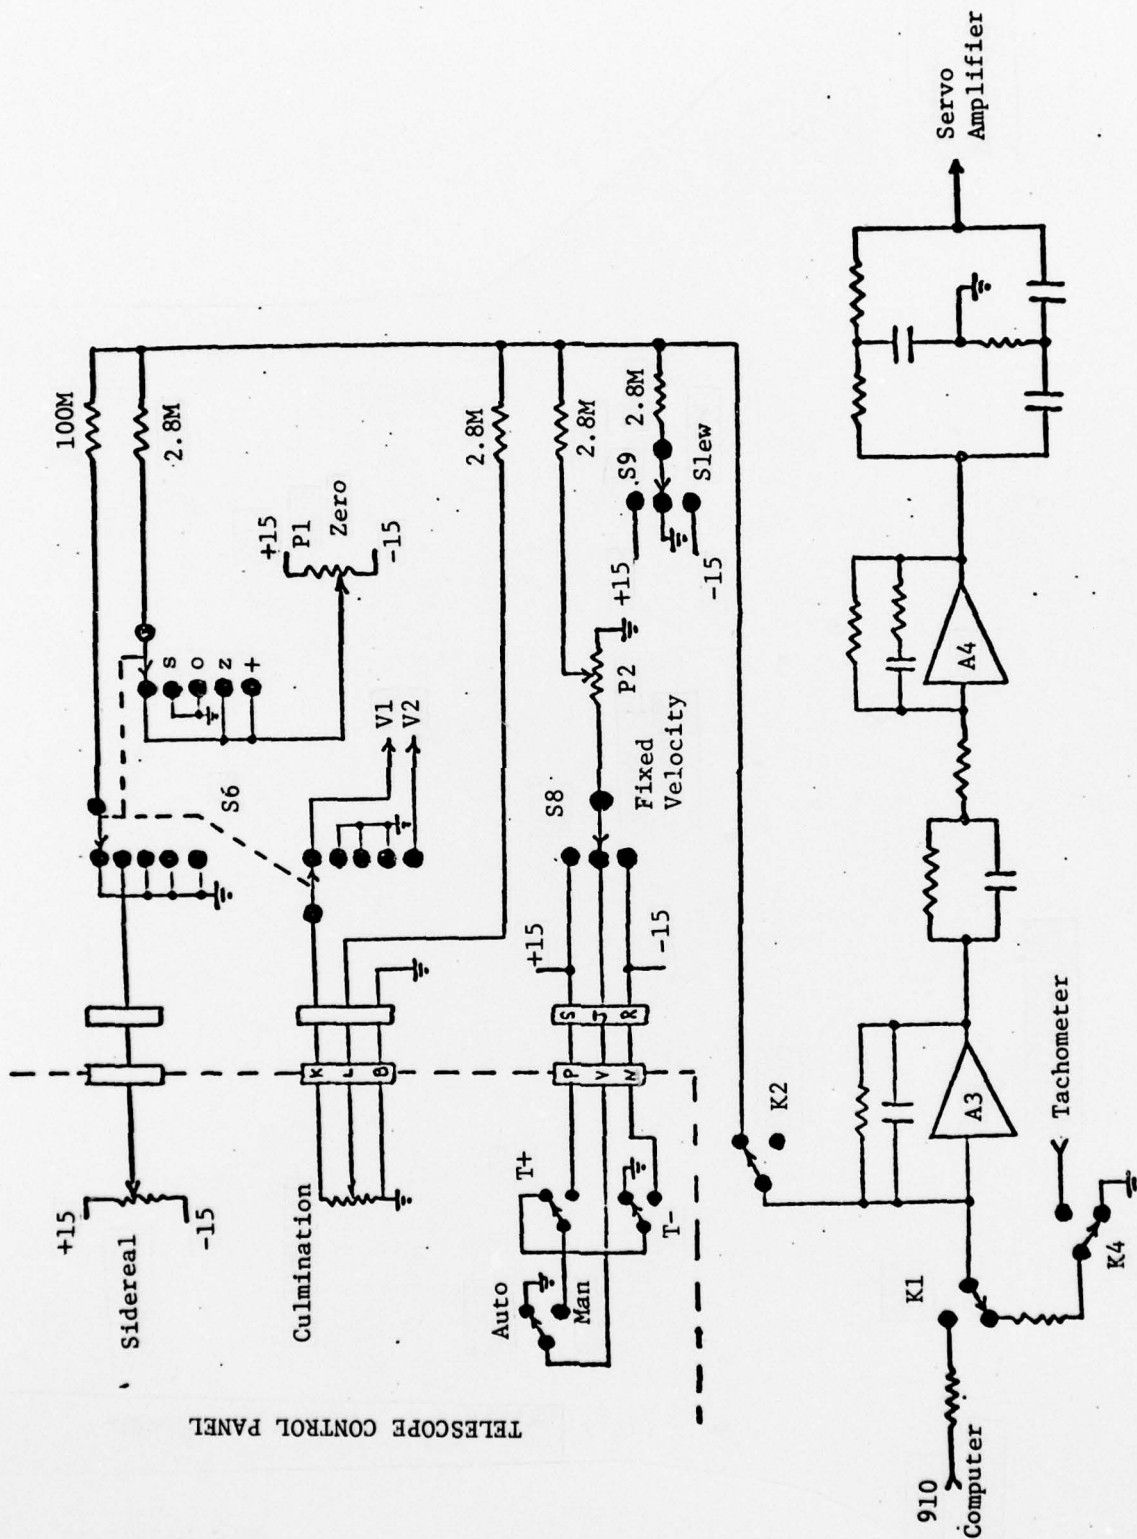 TELESCOPE CONTROL PANEL
+15
Sidereal
-15
Culmination
K
L
B
Auto
Man
T+
T-
P
V
N
S
J
R
+15
-15
100M
2.8M
S6
S
O
Z
+
+15
P1
Zero
-15
V1
V2
2.8M
S8
Fixed
Velocity
P2
2.8M
+15
S9
2.8M
Slew
-15
K2
910
Computer
K1
K4
Tachometer
A3
A4
Servo
Amplifier